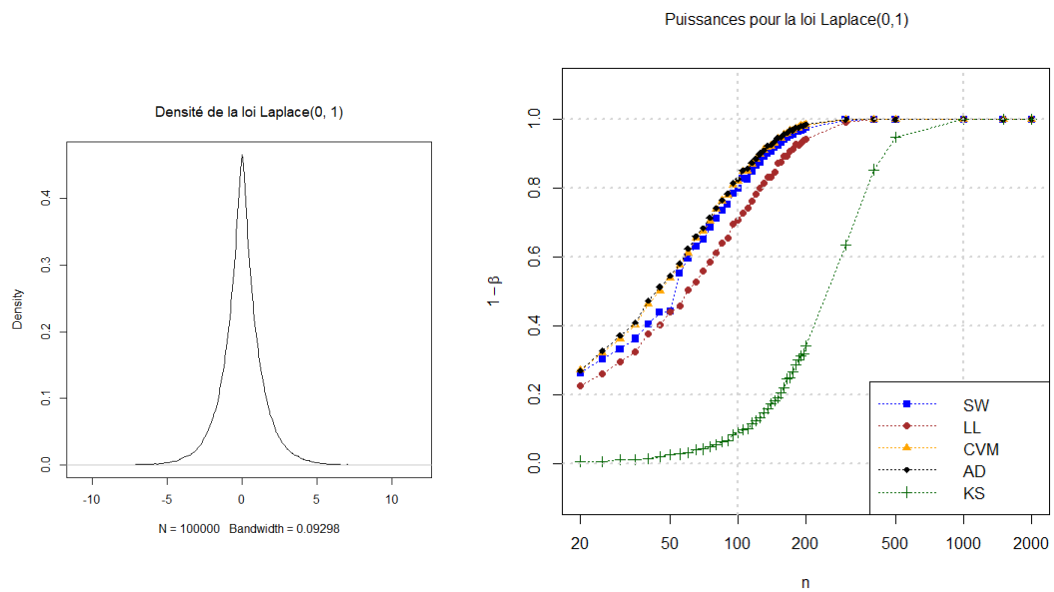 Densité de la loi Laplace(0, 1)
Density
0.0 0.1 0.2 0.3 0.4
-10 -5 0 5 10
N = 100000 Bandwidth = 0.09298
Puissances pour la loi Laplace(0,1)
1 − β
0.0 0.2 0.4 0.6 0.8 1.0
SW
LL
CVM
AD
KS
20 50 100 200 500 1000 2000
n